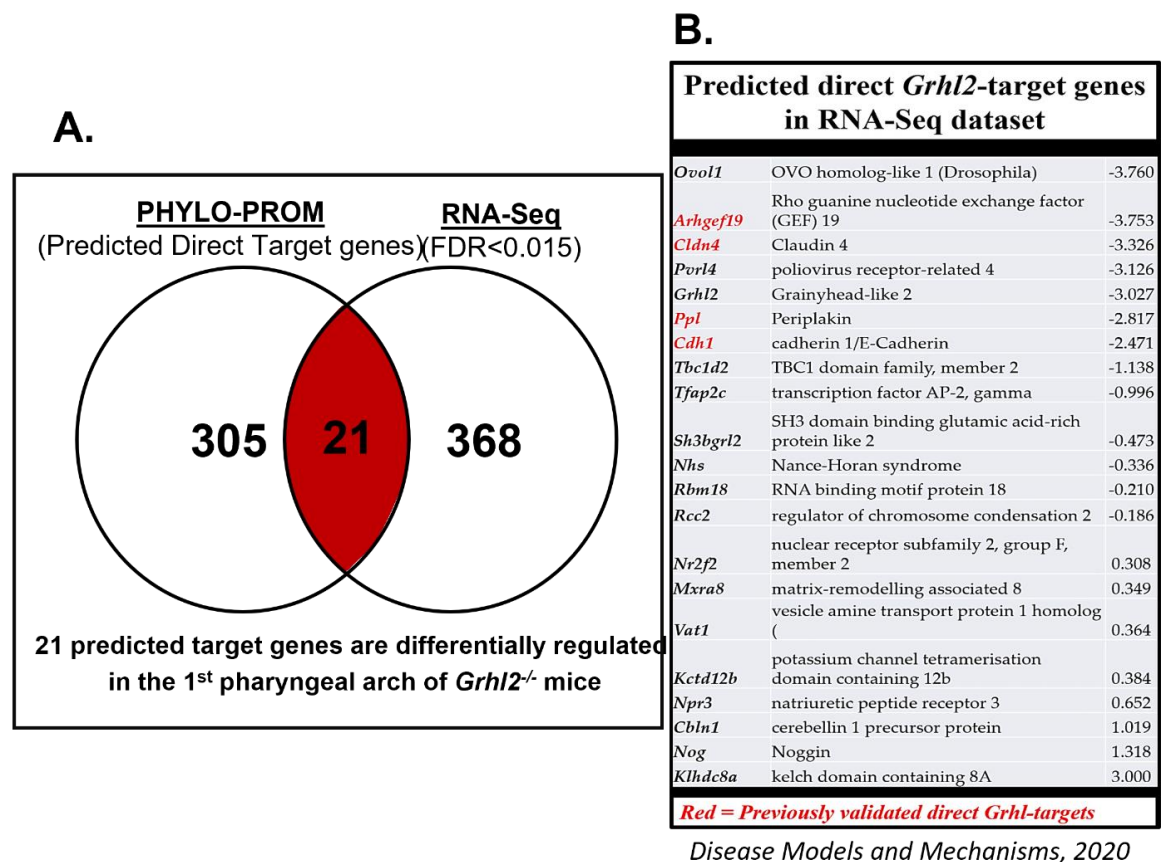 A.
PHYLO-PROM
(Predicted Direct Target genes)
RNA-Seq
(FDR<0.015)
305
21
368
21 predicted target genes are differentially regulated
in the 1st pharyngeal arch of Grhl2-/- mice
B.
Predicted direct Grhl2-target genes
in RNA-Seq dataset
Ovol1 OVO homolog-like 1 (Drosophila) -3.760
Rho guanine nucleotide exchange factor
Arhgef19 (GEF) 19 -3.753
Cldn4 Claudin 4 -3.326
Pvrl4 poliovirus receptor-related 4 -3.126
Grhl2 Grainyhead-like 2 -3.027
Ppl Periplakin -2.817
Cdh1 cadherin 1/E-Cadherin -2.471
Tbc1d2 TBC1 domain family, member 2 -1.138
Tfap2c transcription factor AP-2, gamma -0.996
SH3 domain binding glutamic acid-rich
Sh3bgrl2 protein like 2 -0.473
Nhs Nance-Horan syndrome -0.336
Rbm18 RNA binding motif protein 18 -0.210
Rcc2 regulator of chromosome condensation 2 -0.186
nuclear receptor subfamily 2, group F,
Nr2f2 member 2 0.308
Mxra8 matrix-remodelling associated 8 0.349
vesicle amine transport protein 1 homolog
Vat1 ( 0.364
potassium channel tetramerisation
Kctd12b domain containing 12b 0.384
Npr3 natriuretic peptide receptor 3 0.652
Cbln1 cerebellin 1 precursor protein 1.019
Nog Noggin 1.318
Klhdc8a kelch domain containing 8A 3.000
Red = Previously validated direct Grhl-targets
Disease Models and Mechanisms, 2020